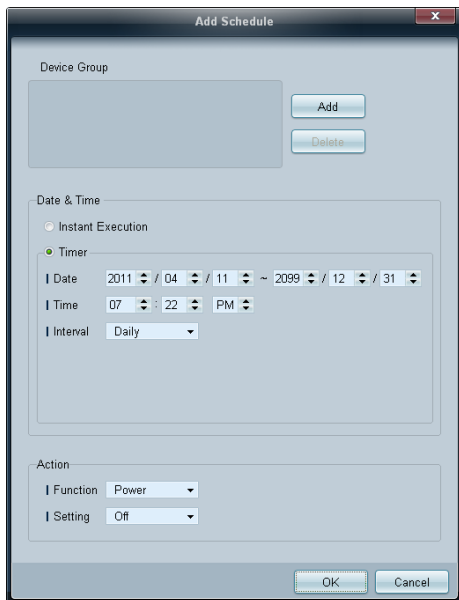 Add Schedule
Device Group
Add
Delete
Date & Time
Instant Execution
Timer
Date 2011 / 04 / 11 ~ 2099 / 12 / 31
Time 07 : 22 PM
Interval Daily
Action
Function Power
Setting Off
OK Cancel